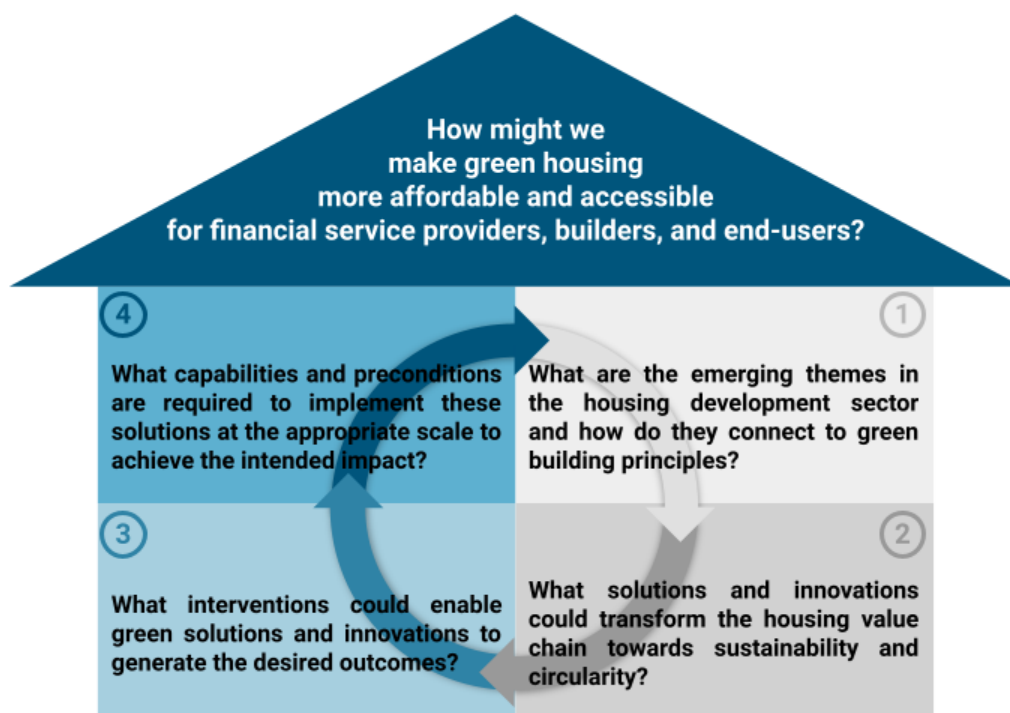 How might we
make green housing
more affordable and accessible
for financial service providers, builders, and end-users?
4
What capabilities and preconditions
are required to implement these
solutions at the appropriate scale to
achieve the intended impact?
1
What are the emerging themes in
the housing development sector
and how do they connect to green
building principles?
3
What interventions could enable
green solutions and innovations to
generate the desired outcomes?
2
What solutions and innovations
could transform the housing value
chain towards sustainability and
circularity?